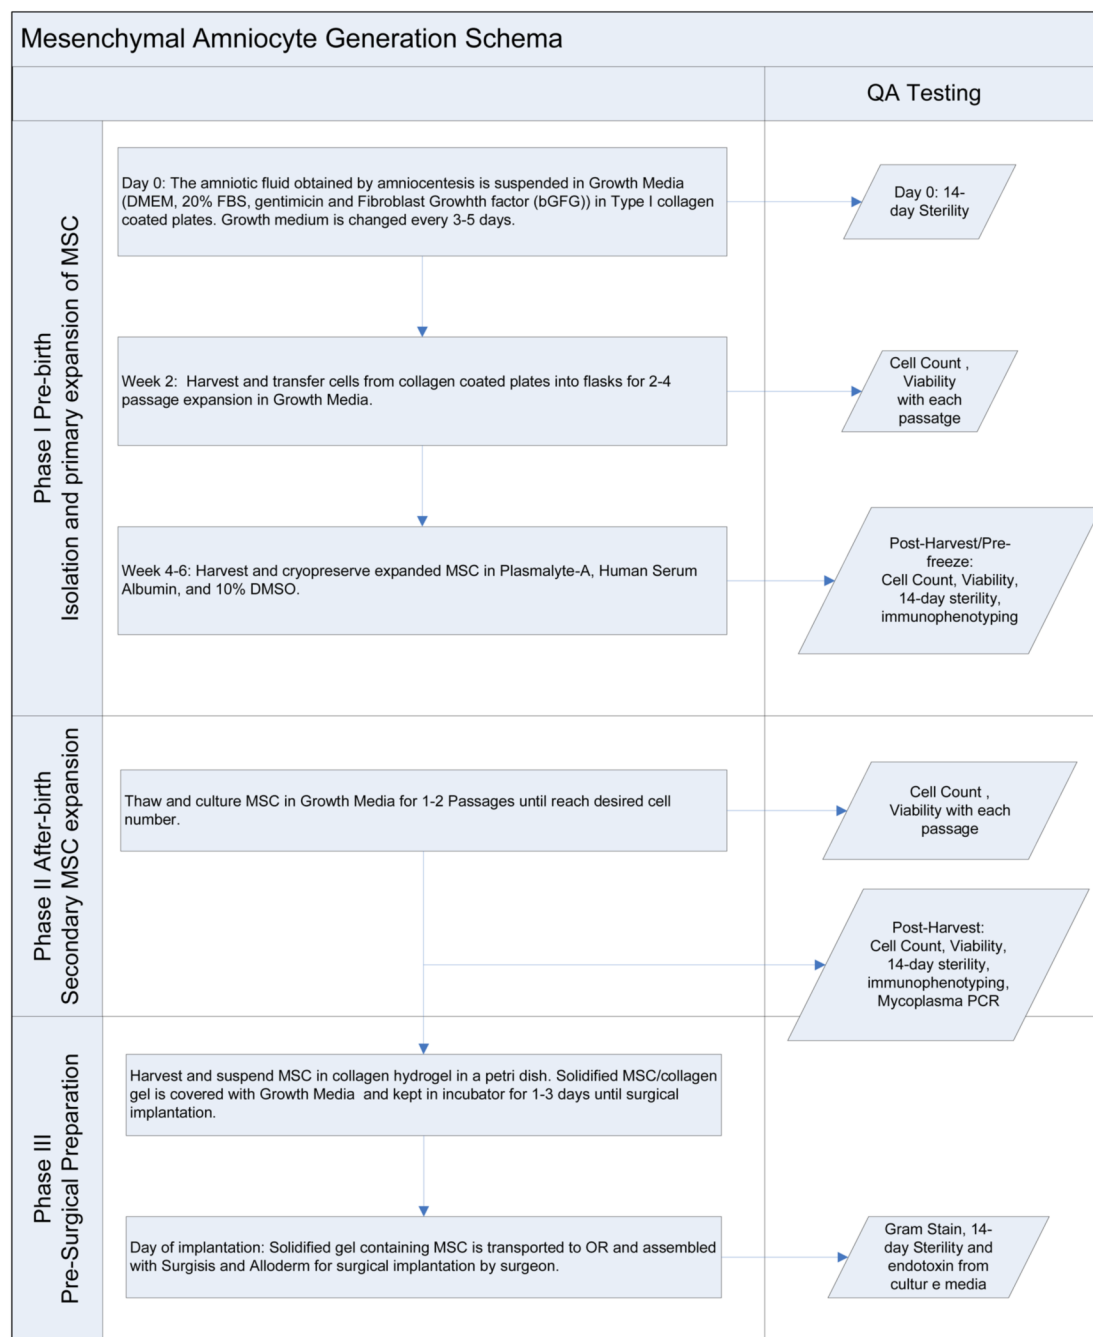 Mesenchymal Amniocyte Generation Schema
QA Testing
Phase I Pre-birth
Isolation and primary expansion of MSC
Day 0: The amniotic fluid obtained by amniocentesis is suspended in Growth Media
(DMEM, 20% FBS, gentimicin and Fibroblast Growhth factor (bGFG)) in Type I collagen
coated plates. Growth medium is changed every 3-5 days.
Day 0: 14-
day Sterility
Week 2:  Harvest and transfer cells from collagen coated plates into flasks for 2-4
passage expansion in Growth Media.
Cell Count ,
Viability
with each
passatge
Week 4-6: Harvest and cryopreserve expanded MSC in Plasmalyte-A, Human Serum
Albumin, and 10% DMSO.
Post-Harvest/Pre-
freeze:
Cell Count, Viability,
14-day sterility,
immunophenotyping
Phase II After-birth
Secondary MSC expansion
Thaw and culture MSC in Growth Media for 1-2 Passages until reach desired cell
number.
Cell Count ,
Viability with each
passage
Post-Harvest:
Cell Count, Viability,
14-day sterility,
immunophenotyping,
Mycoplasma PCR
Phase III
Pre-Surgical Preparation
Harvest and suspend MSC in collagen hydrogel in a petri dish. Solidified MSC/collagen
gel is covered with Growth Media  and kept in incubator for 1-3 days until surgical
implantation.
Day of implantation: Solidified gel containing MSC is transported to OR and assembled
with Surgisis and Alloderm for surgical implantation by surgeon.
Gram Stain, 14-
day Sterility and
endotoxin from
cultur e media